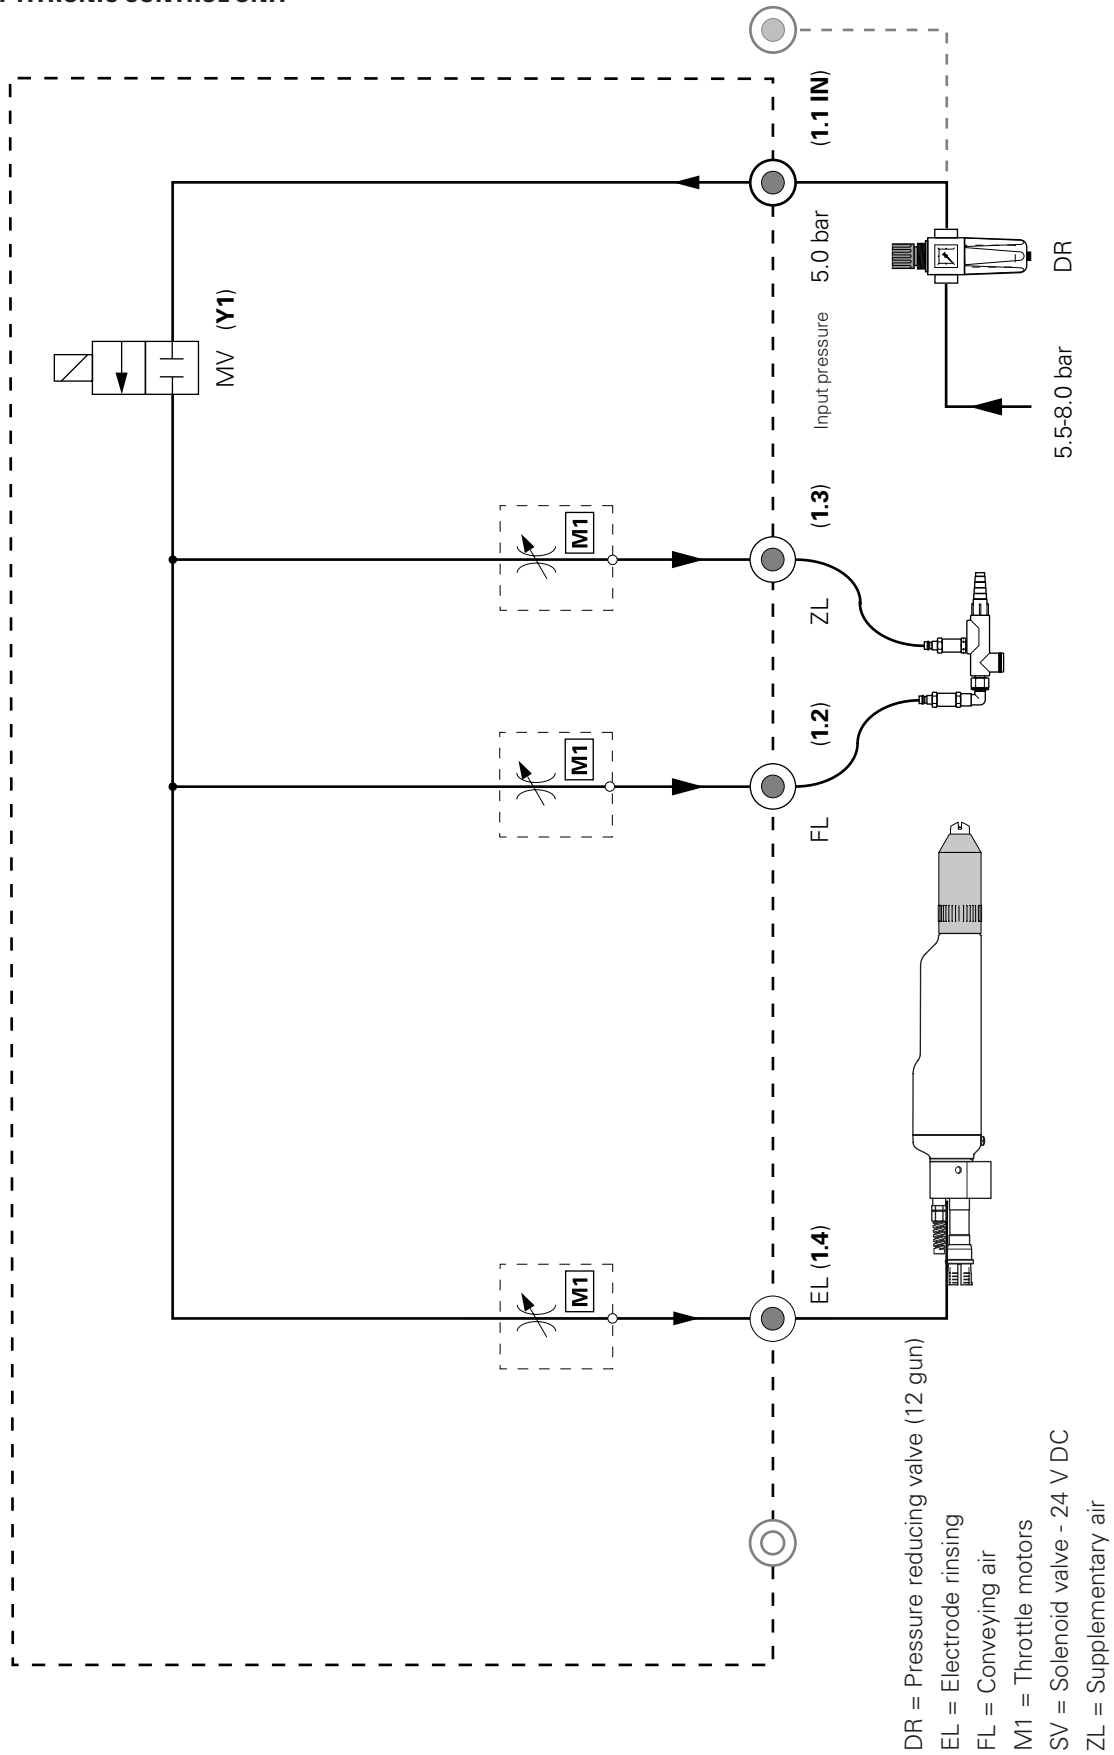 (1.1 IN)
5.0 bar
Input pressure
DR
5.5-8.0 bar
MV (Y1)
M1
(1.3)
ZL
M1
(1.2)
FL
M1
EL (1.4)
DR = Pressure reducing valve (12 gun)
EL = Electrode rinsing
FL = Conveying air
M1 = Throttle motors
SV = Solenoid valve - 24 V DC
ZL = Supplementary air